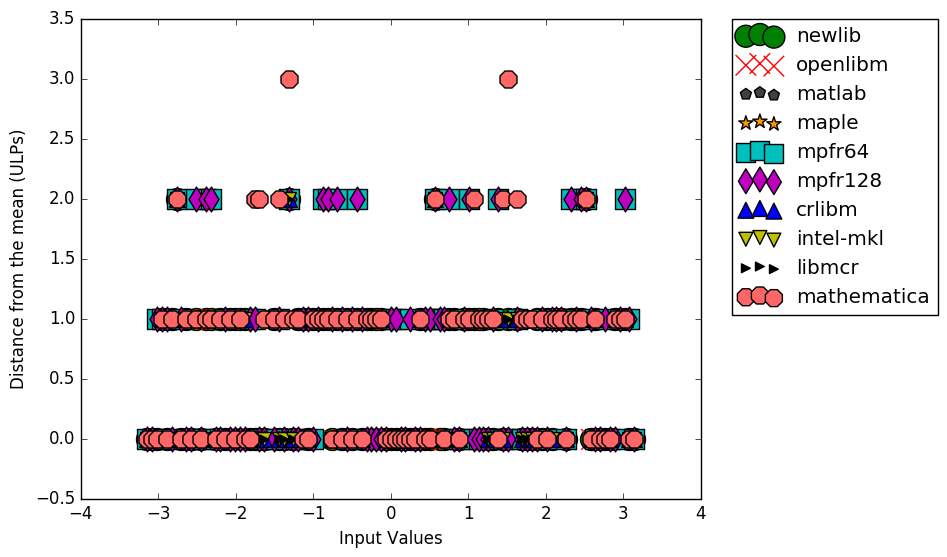 3.5
3.0
2.5
2.0
1.5
1.0
0.5
0.0
−0.5
−4
−3
−2
−1
0
1
2
3
4
Distance from the mean (ULPs)
Input Values
newlib
openlibm
matlab
maple
mpfr64
mpfr128
crlibm
intel-mkl
libmcr
mathematica